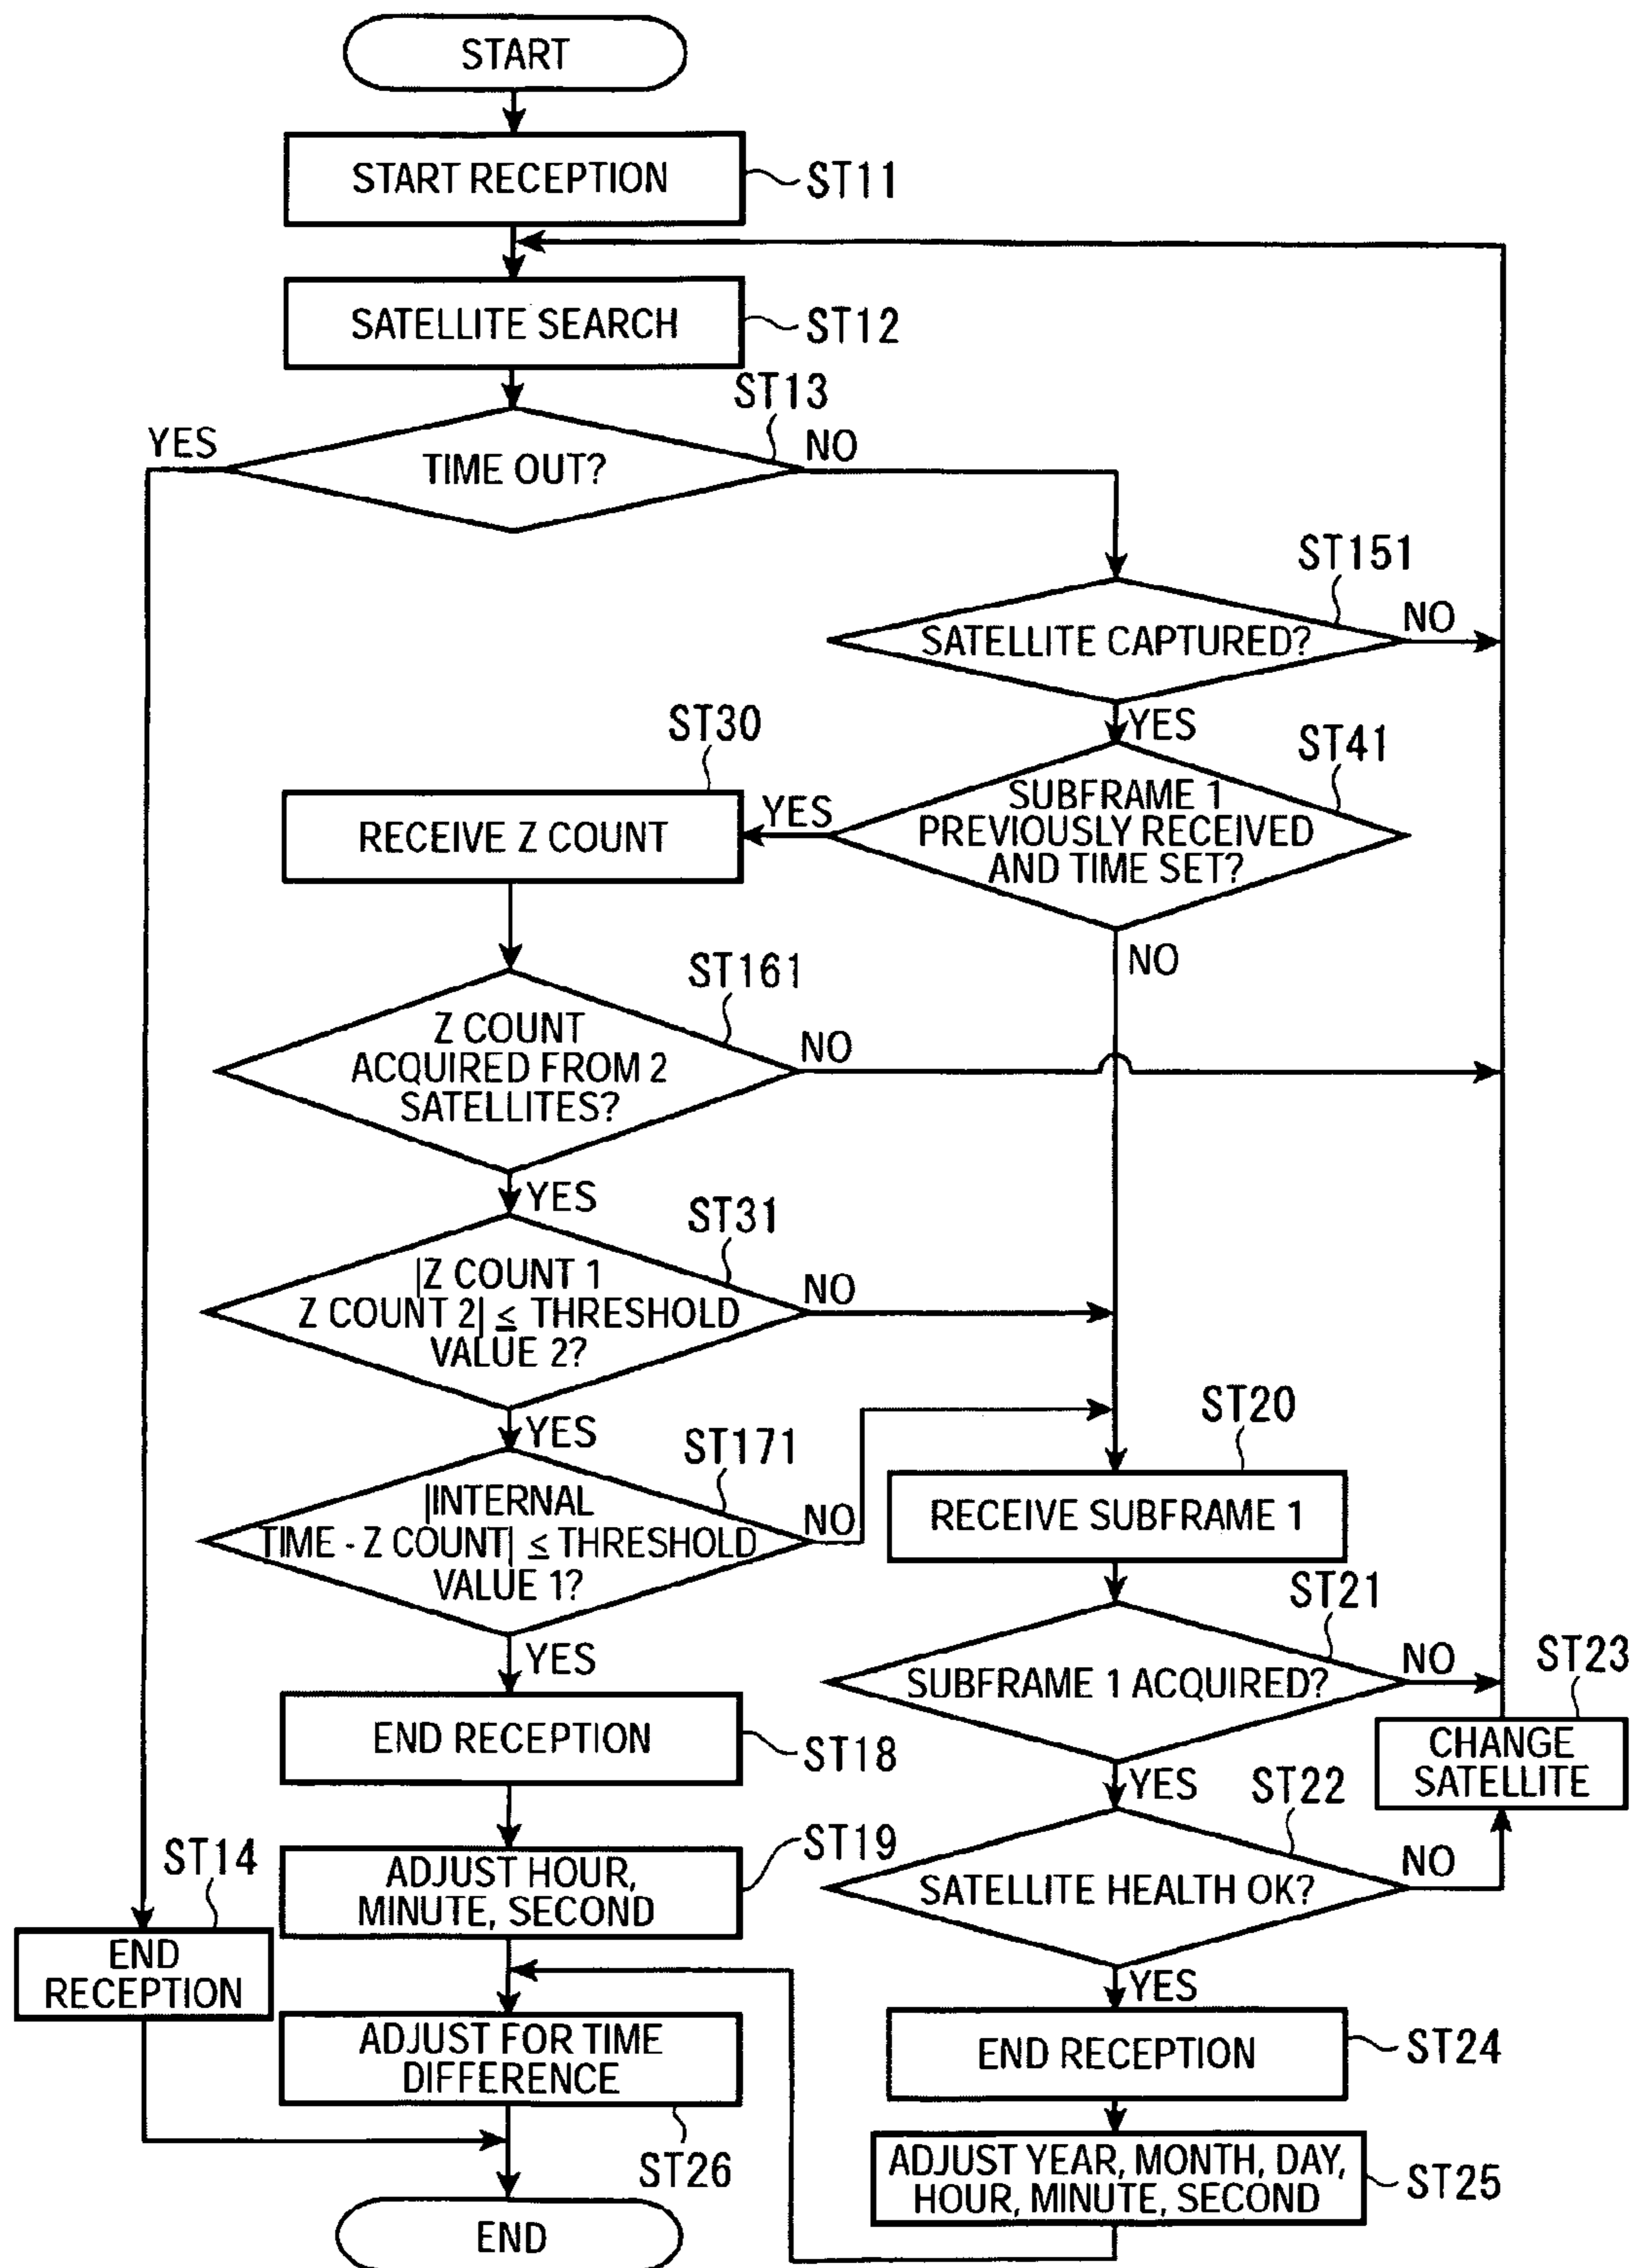 START
START RECEPTION
ST11
SATELLITE SEARCH
ST12
ST13
YES
TIME OUT?
NO
ST151
SATELLITE CAPTURED?
NO
YES
ST30
ST41
RECEIVE Z COUNT
YES
SUBFRAME 1
PREVIOUSLY RECEIVED
AND TIME SET?
NO
ST161
Z COUNT
ACQUIRED FROM 2
SATELLITES?
NO
YES
ST31
|Z COUNT 1
Z COUNT 2| ≤ THRESHOLD
VALUE 2?
NO
YES
ST171
|INTERNAL
TIME - Z COUNT| ≤ THRESHOLD
VALUE 1?
NO
YES
ST20
RECEIVE SUBFRAME 1
ST21
SUBFRAME 1 ACQUIRED?
NO
YES
ST23
CHANGE
SATELLITE
END RECEPTION
ST18
ST22
SATELLITE HEALTH OK?
NO
YES
ST19
ADJUST HOUR,
MINUTE, SECOND
ST14
END
RECEPTION
ADJUST FOR TIME
DIFFERENCE
ST26
END RECEPTION
ST24
ADJUST YEAR, MONTH, DAY,
HOUR, MINUTE, SECOND
ST25
END